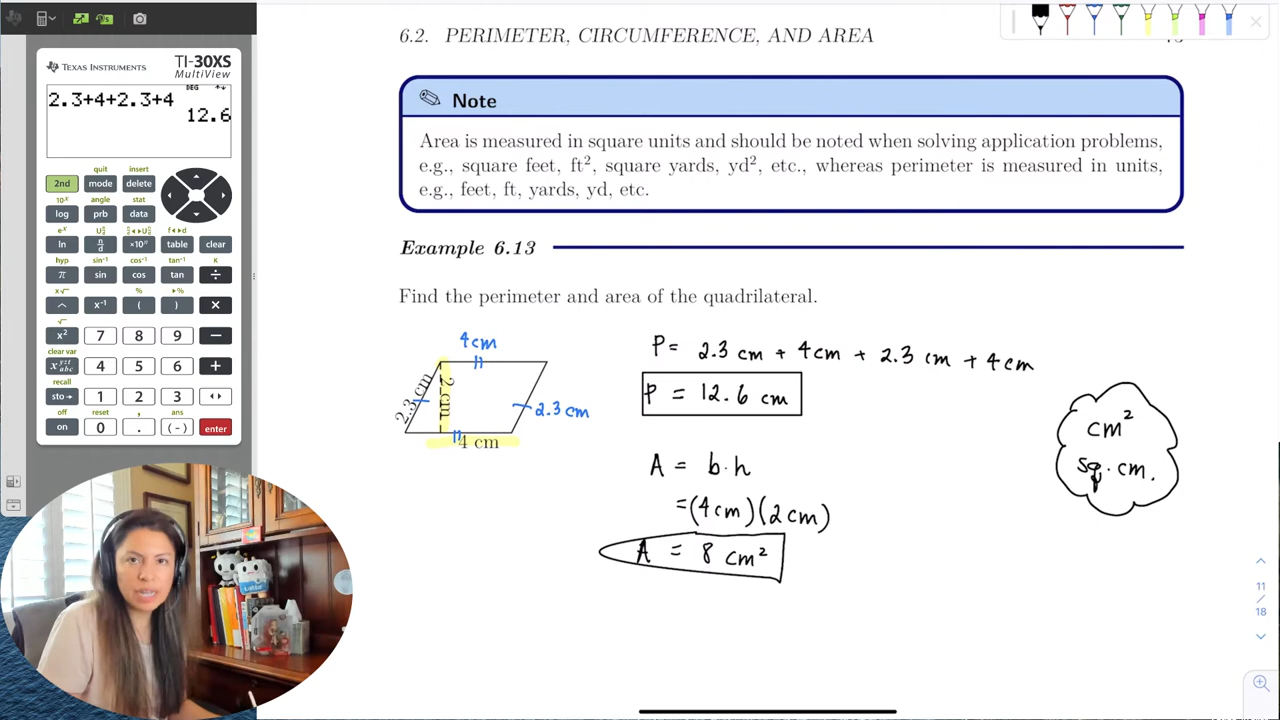 6.2. PERIMETER, CIRCUMFERENCE, AND AREA
Note
Area is measured in square units and should be noted when solving application problems,
e.g., square feet, ft², square yards, yd², etc., whereas perimeter is measured in units,
e.g., feet, ft, yards, yd, etc.
Example 6.13
Find the perimeter and area of the quadrilateral.
4cm
2.3 cm
2 cm
2.3 cm
4 cm
P = 2.3 cm + 4cm + 2.3 cm + 4cm
P = 12.6 cm
A = b·h
=(4cm)(2cm)
A = 8 cm²
cm²
sq. cm.
11
/
18
TEXAS INSTRUMENTS
TI-30XS
MultiView
DEG
2.3+4+2.3+4
12.6
quit insert
2nd mode delete
10ˣ angle stat
log prb data
eˣ
ln n/d ×10ⁿ table clear
hyp sin⁻¹ cos⁻¹ tan⁻¹ K
π sin cos tan ÷
x√ % ▸%
^ x⁻¹ ( ) ×
√
x² 7 8 9 −
clear var
x yzt abc 4 5 6 +
recall
sto▸ 1 2 3
off reset , ans
on 0 . (-) enter